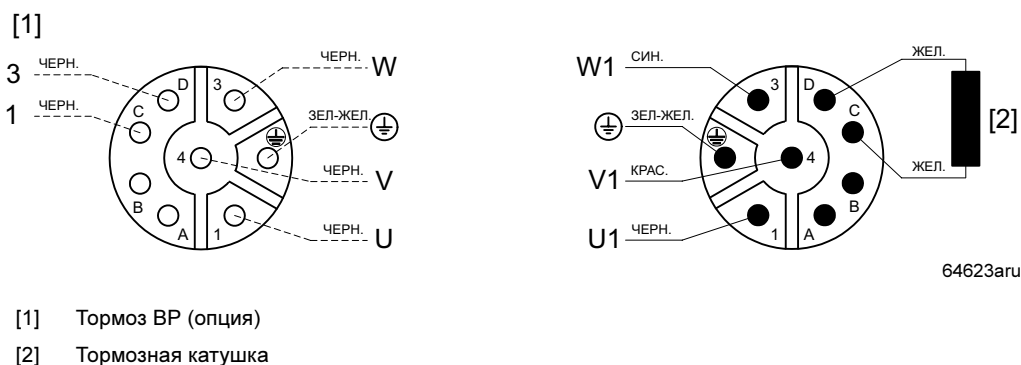 [1]
3 ЧЕРН.
1 ЧЕРН.
C
D
B
A
3
4
1
ЧЕРН. W
ЗЕЛ-ЖЕЛ.
ЧЕРН. V
ЧЕРН. U
W1 СИН.
ЗЕЛ-ЖЕЛ.
V1 КРАС.
U1 ЧЕРН.
3
D
C
4
B
1
A
ЖЕЛ.
ЖЕЛ.
[2]
64623aru
[1] Тормоз BP (опция)
[2] Тормозная катушка